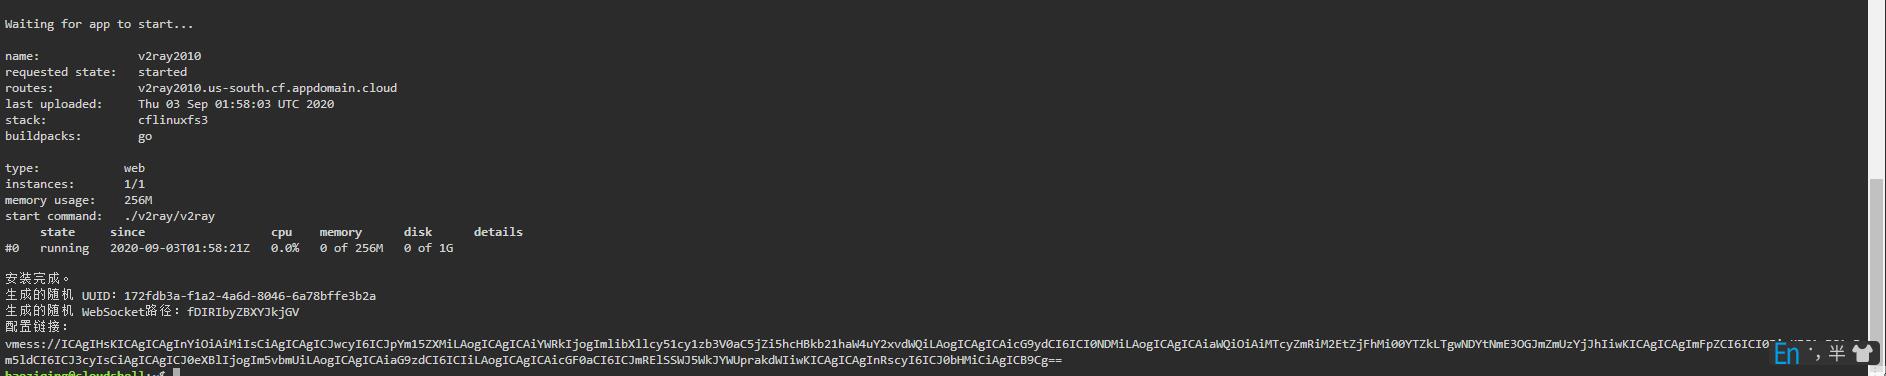 Waiting for app to start...
name: v2ray2010
requested state: started
routes: v2ray2010.us-south.cf.appdomain.cloud
last uploaded: Thu 03 Sep 01:58:03 UTC 2020
stack: cflinuxfs3
buildpacks: go
type: web
instances: 1/1
memory usage: 256M
start command: ./v2ray/v2ray
state since cpu memory disk details
#0 running 2020-09-03T01:58:21Z 0.0% 0 of 256M 0 of 1G
安装完成。
生成的随机 UUID：172fdb3a-f1a2-4a6d-8046-6a78bffe3b2a
生成的随机 WebSocket路径：fDIRIbyZBXYJkjGV
配置链接：
En 半